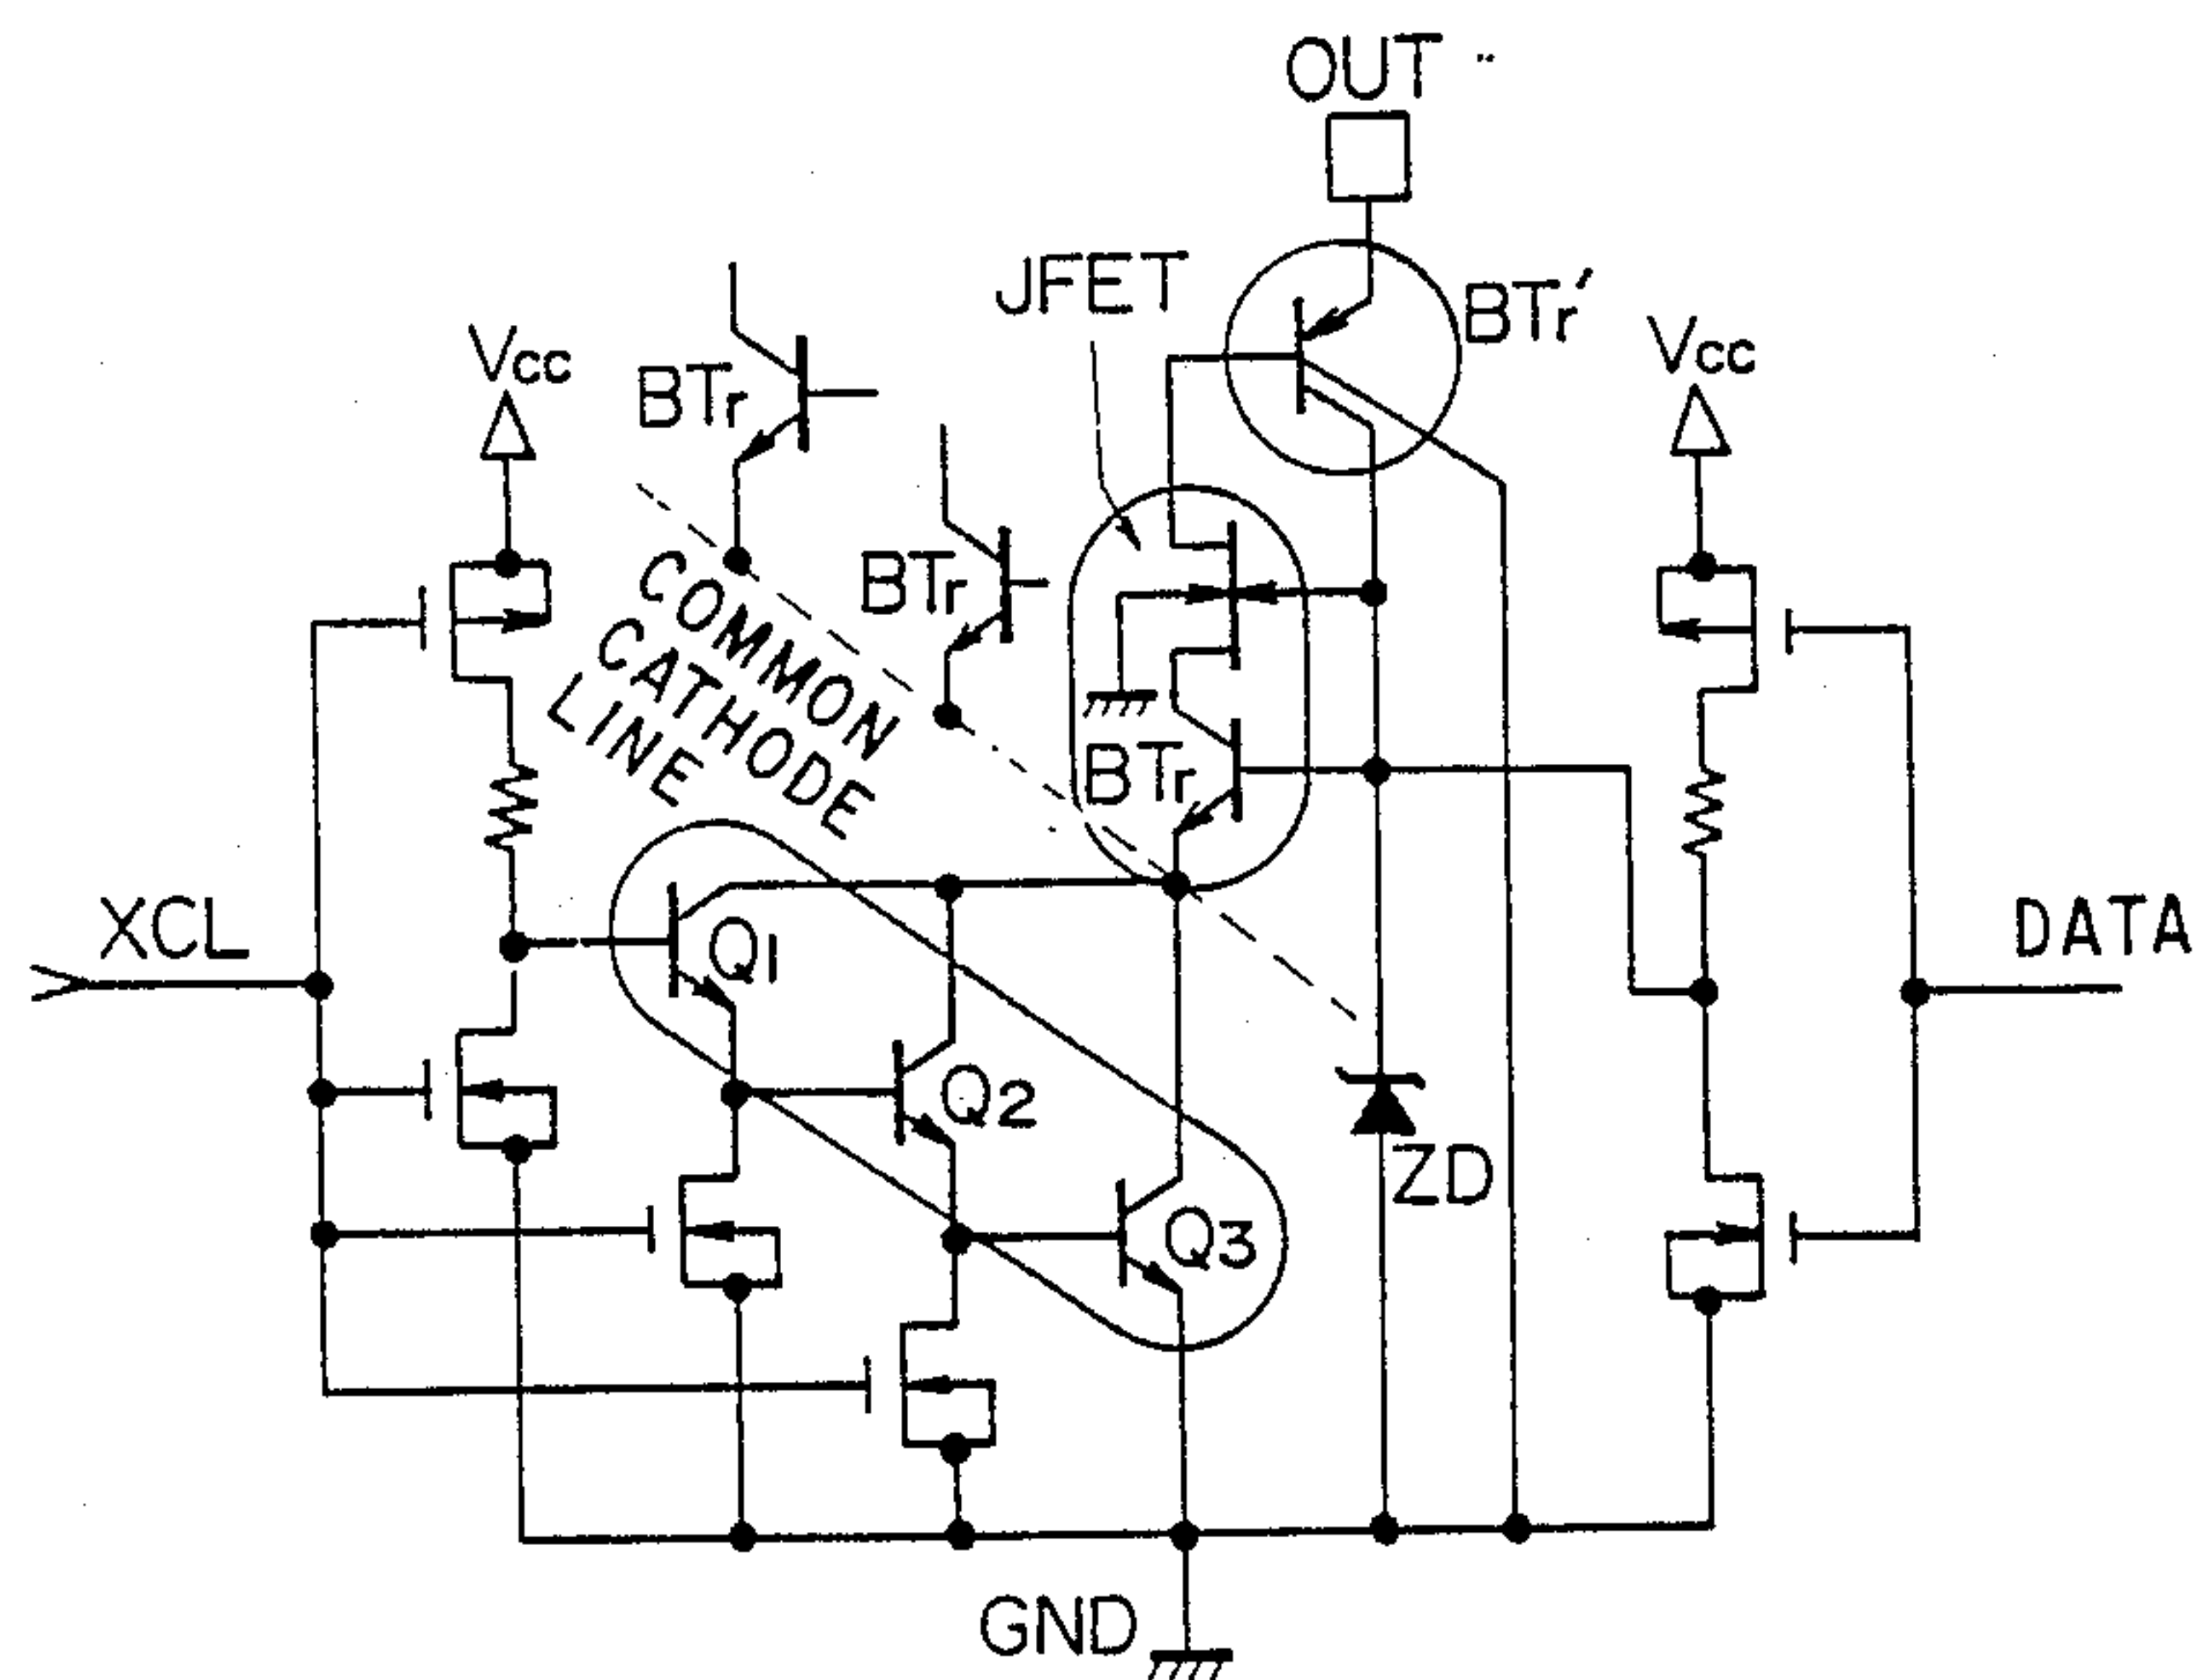 OUT
JFET
BTr′
Vcc
BTr
Vcc
BTr
COMMON
CATHODE
LINE
BTr
XCL
Q1
DATA
Q2
ZD
Q3
GND